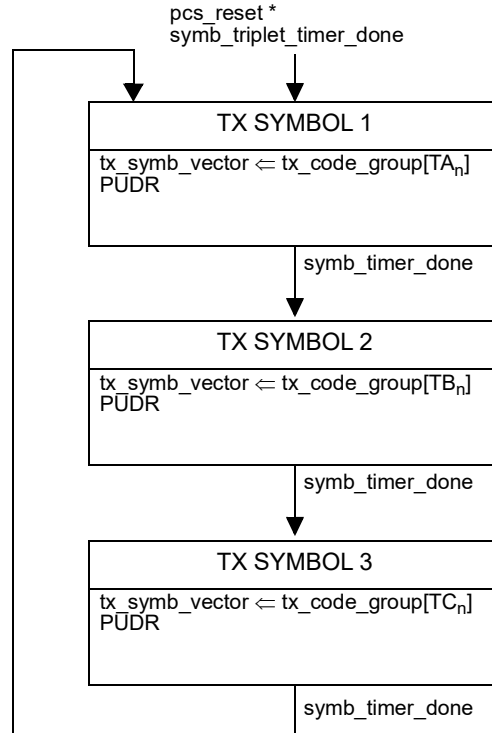 pcs_reset *
symb_triplet_timer_done
TX SYMBOL 1
tx_symb_vector ⇐ tx_code_group[TAₙ]
PUDR
symb_timer_done
TX SYMBOL 2
tx_symb_vector ⇐ tx_code_group[TBₙ]
PUDR
symb_timer_done
TX SYMBOL 3
tx_symb_vector ⇐ tx_code_group[TCₙ]
PUDR
symb_timer_done